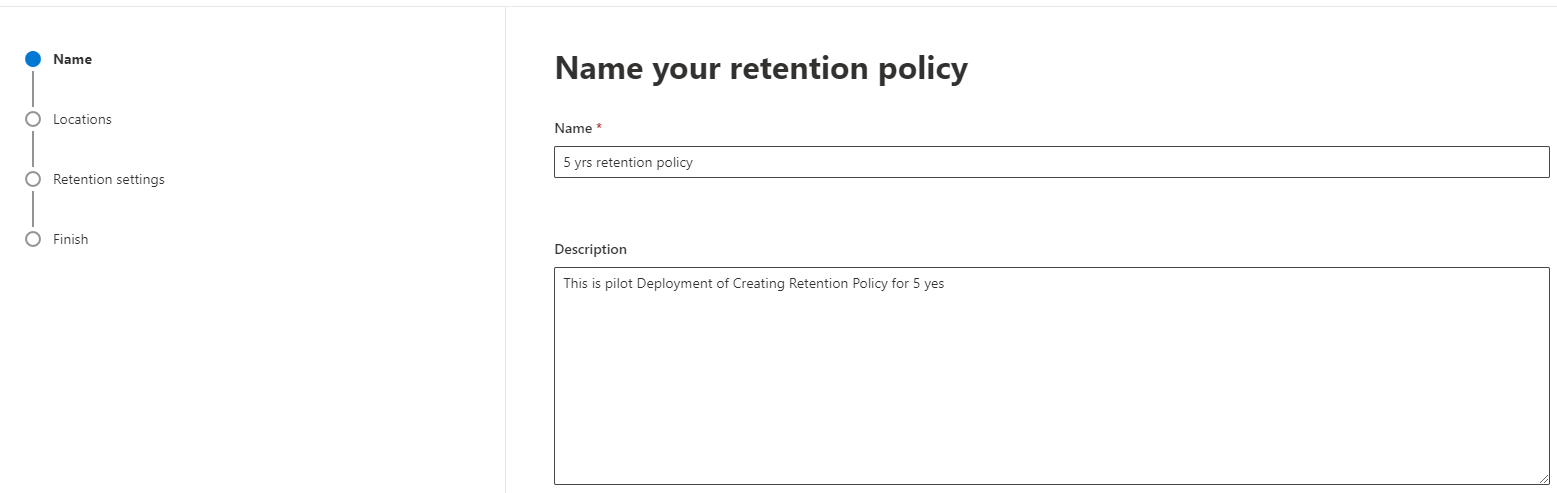 Name
Locations
Retention settings
Finish
Name your retention policy
Name *
5 yrs retention policy
Description
This is pilot Deployment of Creating Retention Policy for 5 yes